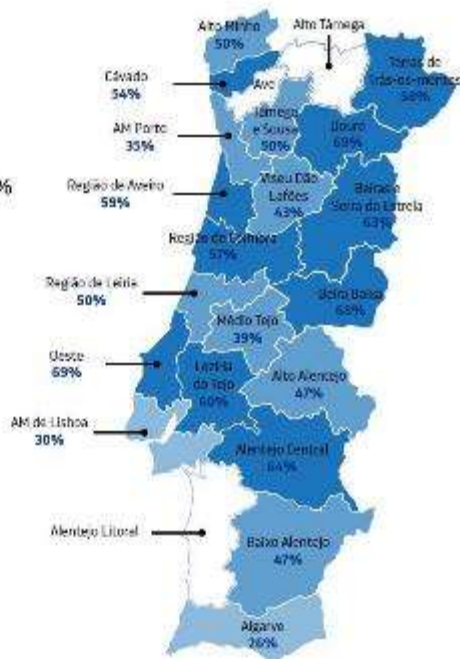 Alto Minho
50%
Alto Tâmega
Terras de
Trás-os-montes
58%
Cávado
54%
Ave
Tâmega
e Sousa
50%
Douro
69%
AM Porto
35%
Viseu Dão
Lafões
43%
Beiras e
Serra da Estrela
63%
%
Região de Aveiro
59%
Região de Coimbra
57%
Região de Leiria
50%
Beira Baixa
68%
Médio Tejo
39%
Oeste
69%
Lezíria
do Tejo
60%
Alto Alentejo
47%
AM de Lisboa
30%
Alentejo Central
64%
Alentejo Litoral
Baixo Alentejo
47%
Algarve
26%